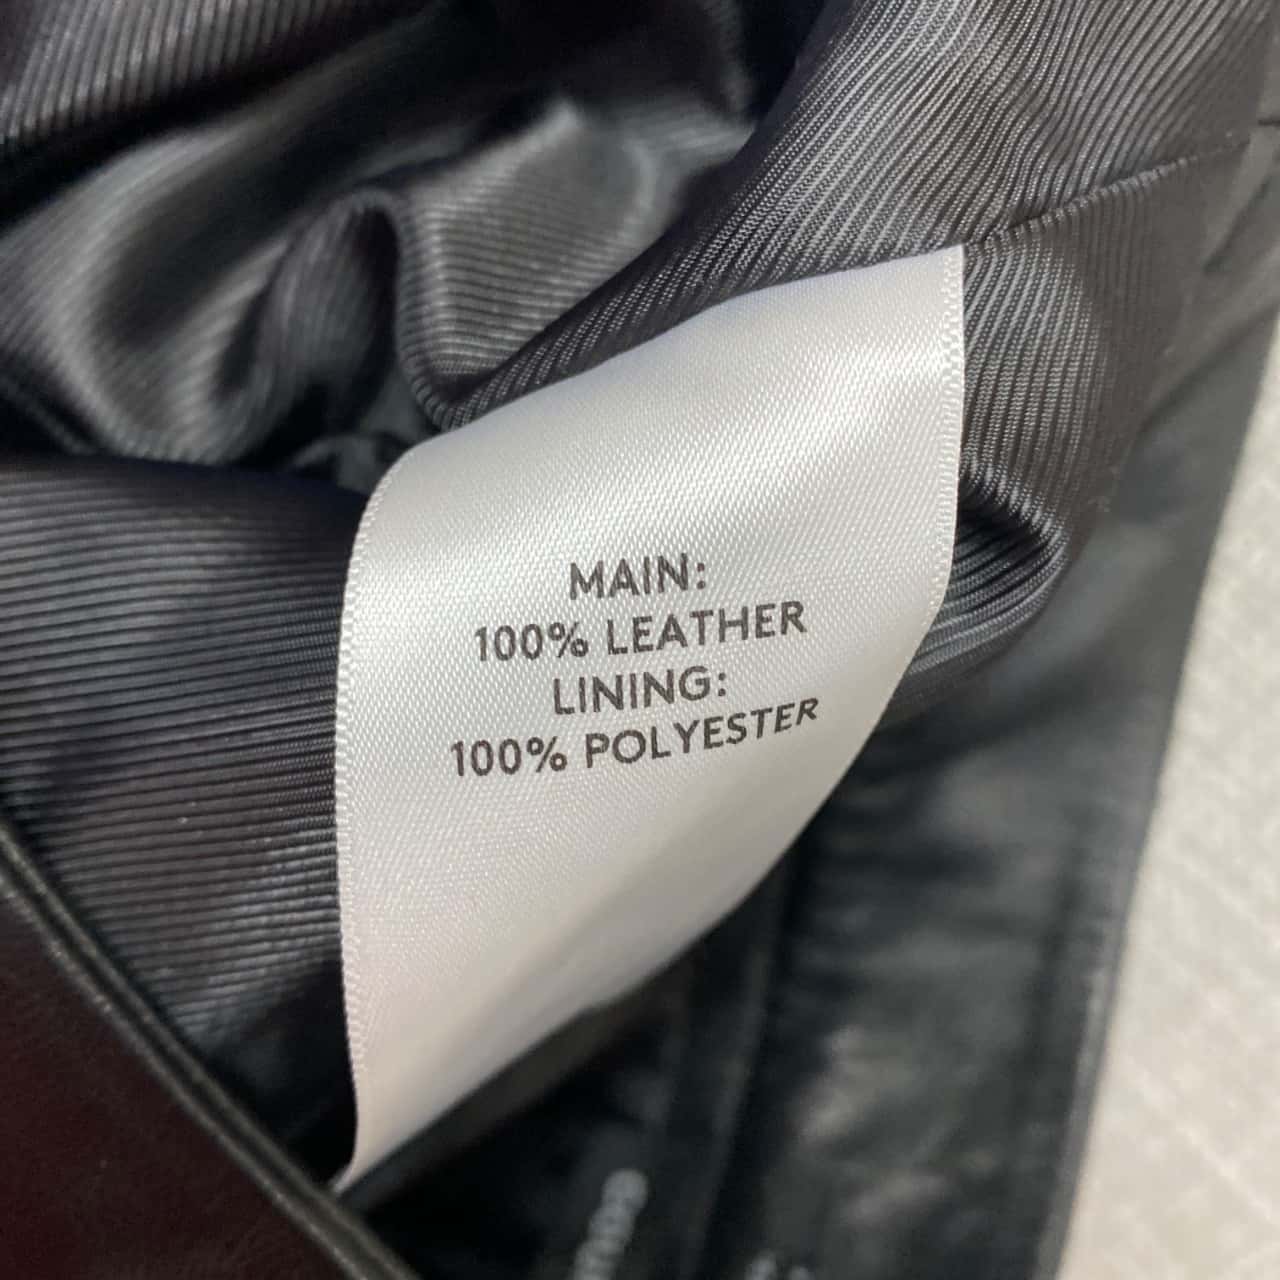 MAIN:
100% LEATHER
LINING:
100% POLYESTER